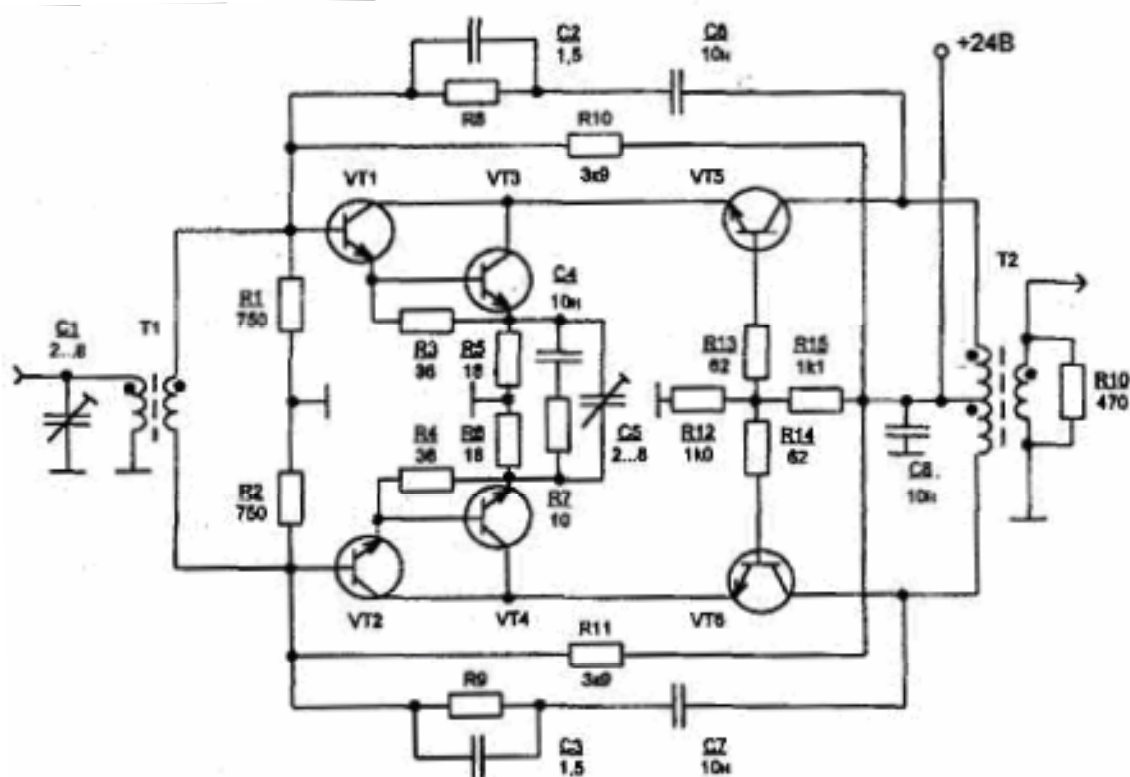 C2
1,5
C6
10н
+24В
R8
R10
3к9
VT1
VT3
VT5
T2
C4
10н
R1
750
C1
2...8
T1
R3
36
R5
18
R13
62
R15
1k1
R10
470
R4
36
R6
18
C5
2...8
R12
1k0
R14
62
C8
10н
R2
750
R7
10
VT2
VT4
VT6
R11
3к9
R9
C3
1,5
C7
10н